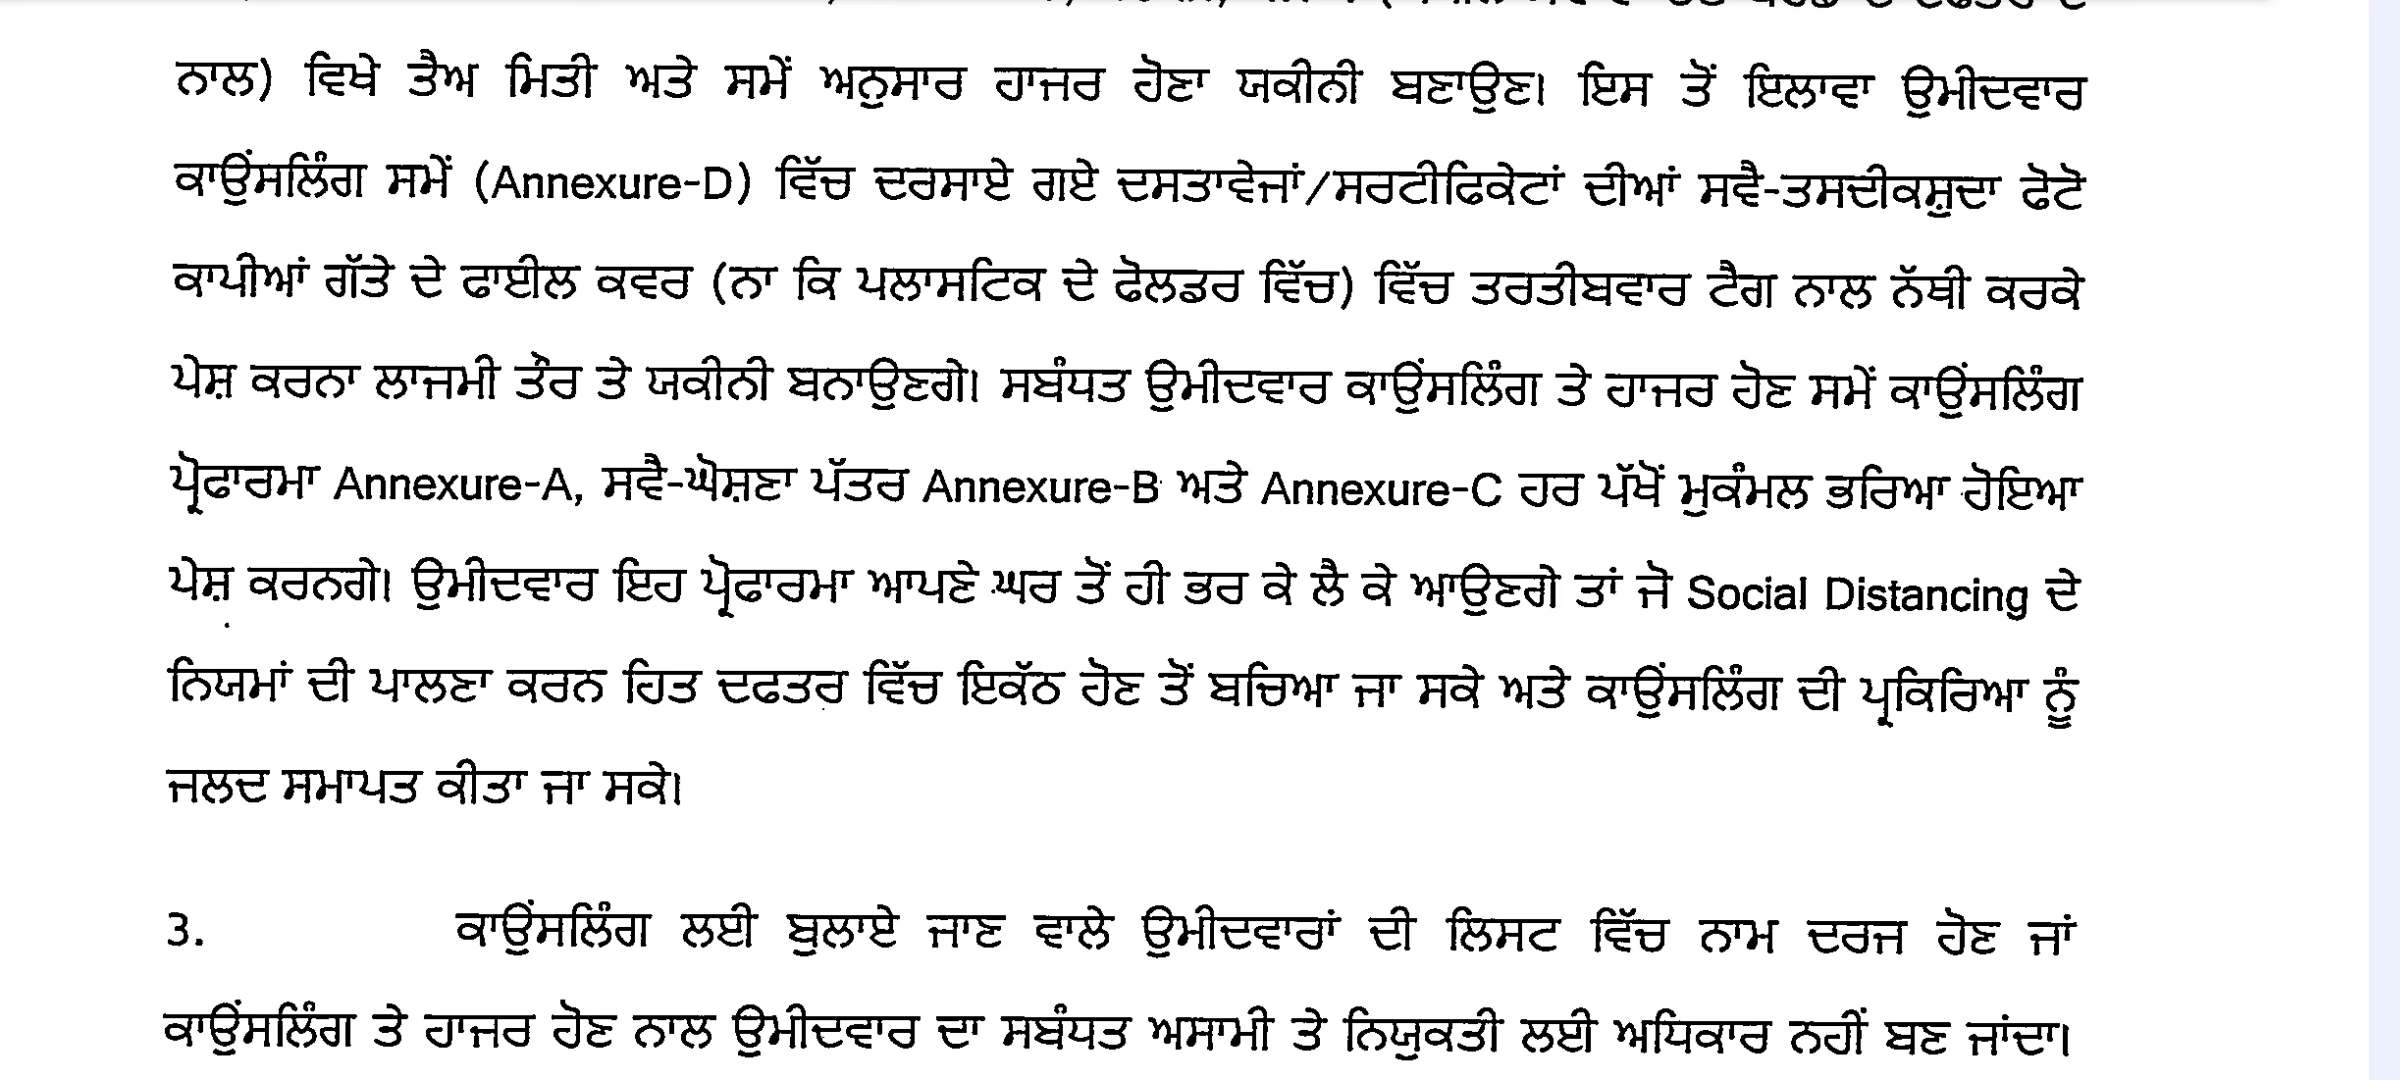 ਨਾਲ) ਵਿਖੇ ਤੈਅ ਮਿਤੀ ਅਤੇ ਸਮੇਂ ਅਨੁਸਾਰ ਹਾਜਰ ਹੋਣਾ ਯਕੀਨੀ ਬਣਾਉਣ। ਇਸ ਤੋਂ ਇਲਾਵਾ ਉਮੀਦਵਾਰ
ਕਾਉਂਸਲਿੰਗ ਸਮੇਂ (Annexure-D) ਵਿੱਚ ਦਰਸਾਏ ਗਏ ਦਸਤਾਵੇਜਾਂ/ਸਰਟੀਫਿਕੇਟਾਂ ਦੀਆਂ ਸਵੈ-ਤਸਦੀਕਸ਼ੁਦਾ ਫੋਟੋ
ਕਾਪੀਆਂ ਗੱਤੇ ਦੇ ਫਾਈਲ ਕਵਰ (ਨਾ ਕਿ ਪਲਾਸਟਿਕ ਦੇ ਫੋਲਡਰ ਵਿੱਚ) ਵਿੱਚ ਤਰਤੀਬਵਾਰ ਟੈਗ ਨਾਲ ਨੱਥੀ ਕਰਕੇ
ਪੇਸ਼ ਕਰਨਾ ਲਾਜਮੀ ਤੌਰ ਤੇ ਯਕੀਨੀ ਬਨਾਉਣਗੇ। ਸਬੰਧਤ ਉਮੀਦਵਾਰ ਕਾਉਂਸਲਿੰਗ ਤੇ ਹਾਜਰ ਹੋਣ ਸਮੇਂ ਕਾਉਂਸਲਿੰਗ
ਪ੍ਰੋਫਾਰਮਾ Annexure-A, ਸਵੈ-ਘੋਸ਼ਣਾ ਪੱਤਰ Annexure-B ਅਤੇ Annexure-C ਹਰ ਪੱਖੋਂ ਮੁਕੰਮਲ ਭਰਿਆ ਹੋਇਆ
ਪੇਸ਼ ਕਰਨਗੇ। ਉਮੀਦਵਾਰ ਇਹ ਪ੍ਰੋਫਾਰਮਾ ਆਪਣੇ ਘਰ ਤੋਂ ਹੀ ਭਰ ਕੇ ਲੈ ਕੇ ਆਉਣਗੇ ਤਾਂ ਜੋ Social Distancing ਦੇ
ਨਿਯਮਾਂ ਦੀ ਪਾਲਣਾ ਕਰਨ ਹਿਤ ਦਫਤਰ ਵਿੱਚ ਇਕੱਠ ਹੋਣ ਤੋਂ ਬਚਿਆ ਜਾ ਸਕੇ ਅਤੇ ਕਾਉਂਸਲਿੰਗ ਦੀ ਪ੍ਰਕਿਰਿਆ ਨੂੰ
ਜਲਦ ਸਮਾਪਤ ਕੀਤਾ ਜਾ ਸਕੇ।
3. ਕਾਉਂਸਲਿੰਗ ਲਈ ਬੁਲਾਏ ਜਾਣ ਵਾਲੇ ਉਮੀਦਵਾਰਾਂ ਦੀ ਲਿਸਟ ਵਿੱਚ ਨਾਮ ਦਰਜ ਹੋਣ ਜਾਂ
ਕਾਉਂਸਲਿੰਗ ਤੇ ਹਾਜਰ ਹੋਣ ਨਾਲ ਉਮੀਦਵਾਰ ਦਾ ਸਬੰਧਤ ਅਸਾਮੀ ਤੇ ਨਿਯੁਕਤੀ ਲਈ ਅਧਿਕਾਰ ਨਹੀਂ ਬਣ ਜਾਂਦਾ।